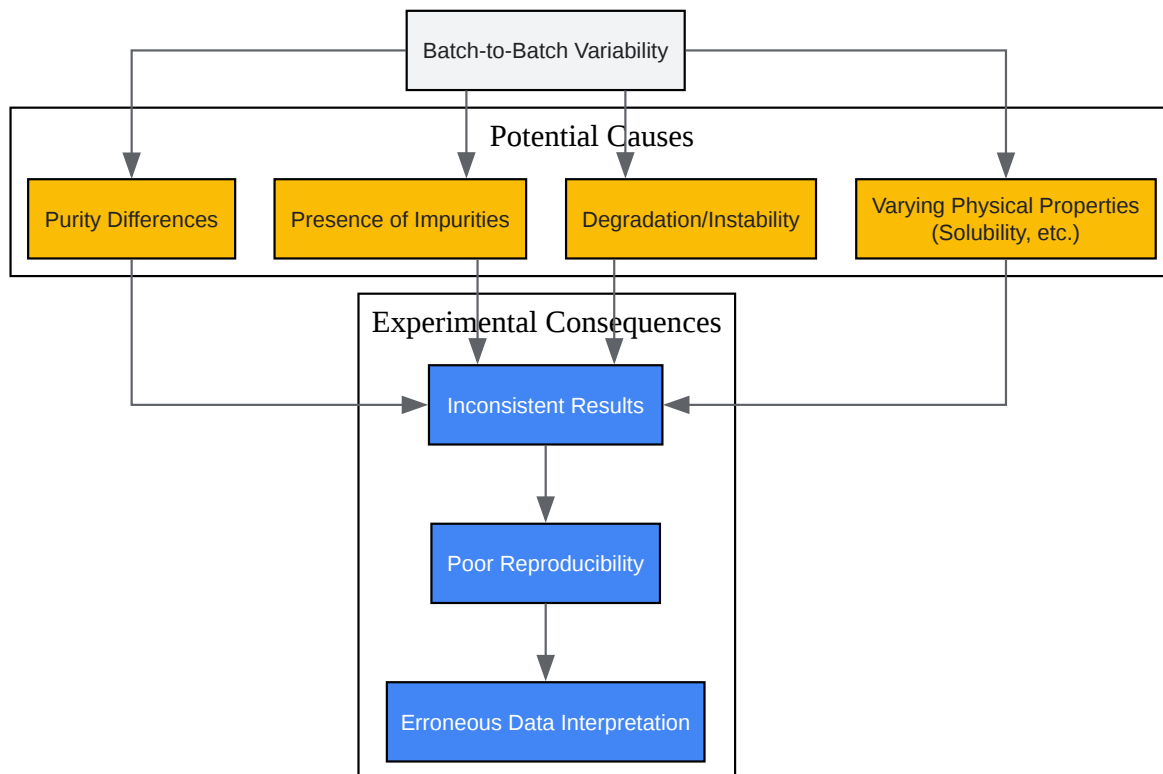 Batch-to-Batch Variability
Potential Causes
Purity Differences
Presence of Impurities
Degradation/Instability
Varying Physical Properties
(Solubility, etc.)
Experimental Consequences
Inconsistent Results
Poor Reproducibility
Erroneous Data Interpretation